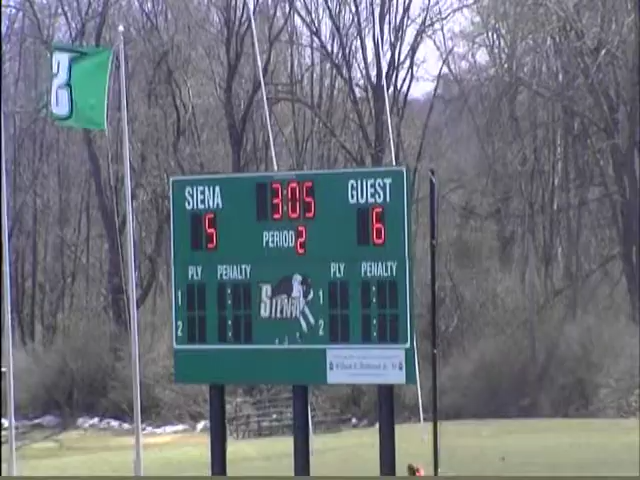 S
SIENA 3:05 GUEST
5 PERIOD 2 6
PLY PENALTY PLY PENALTY
1 : SIENA 1 :
2 : 2 :